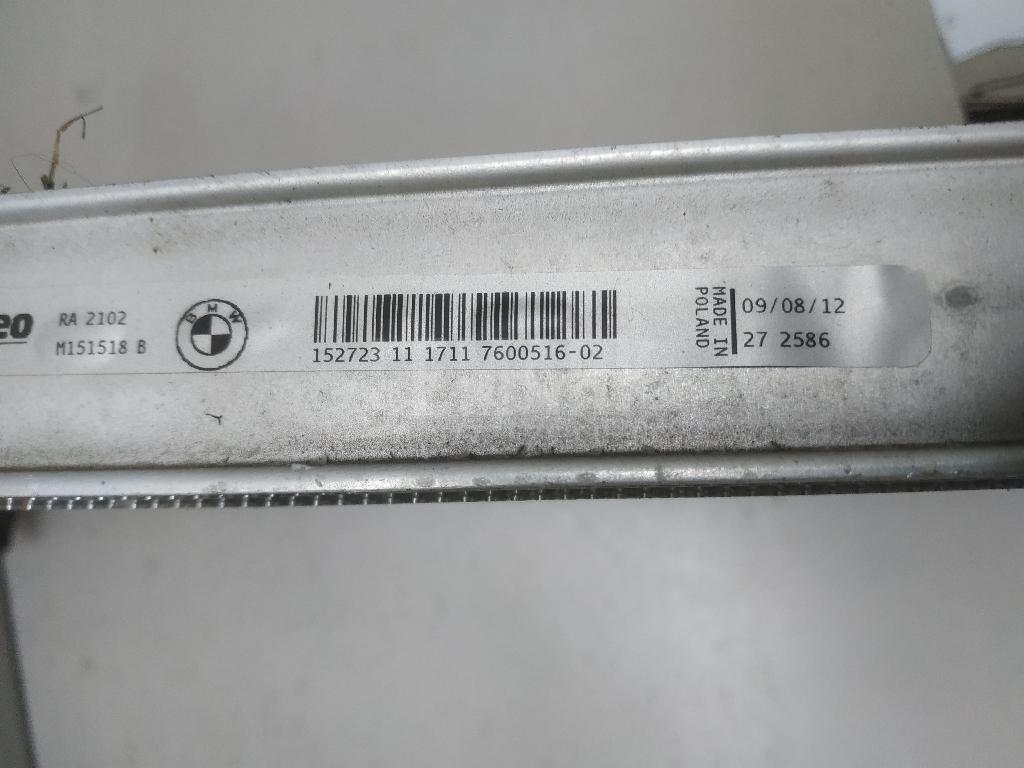 RA 2102
M151518 B
BMW
152723 11 1711 7600516-02
MADE IN
POLAND
09/08/12
27 2586